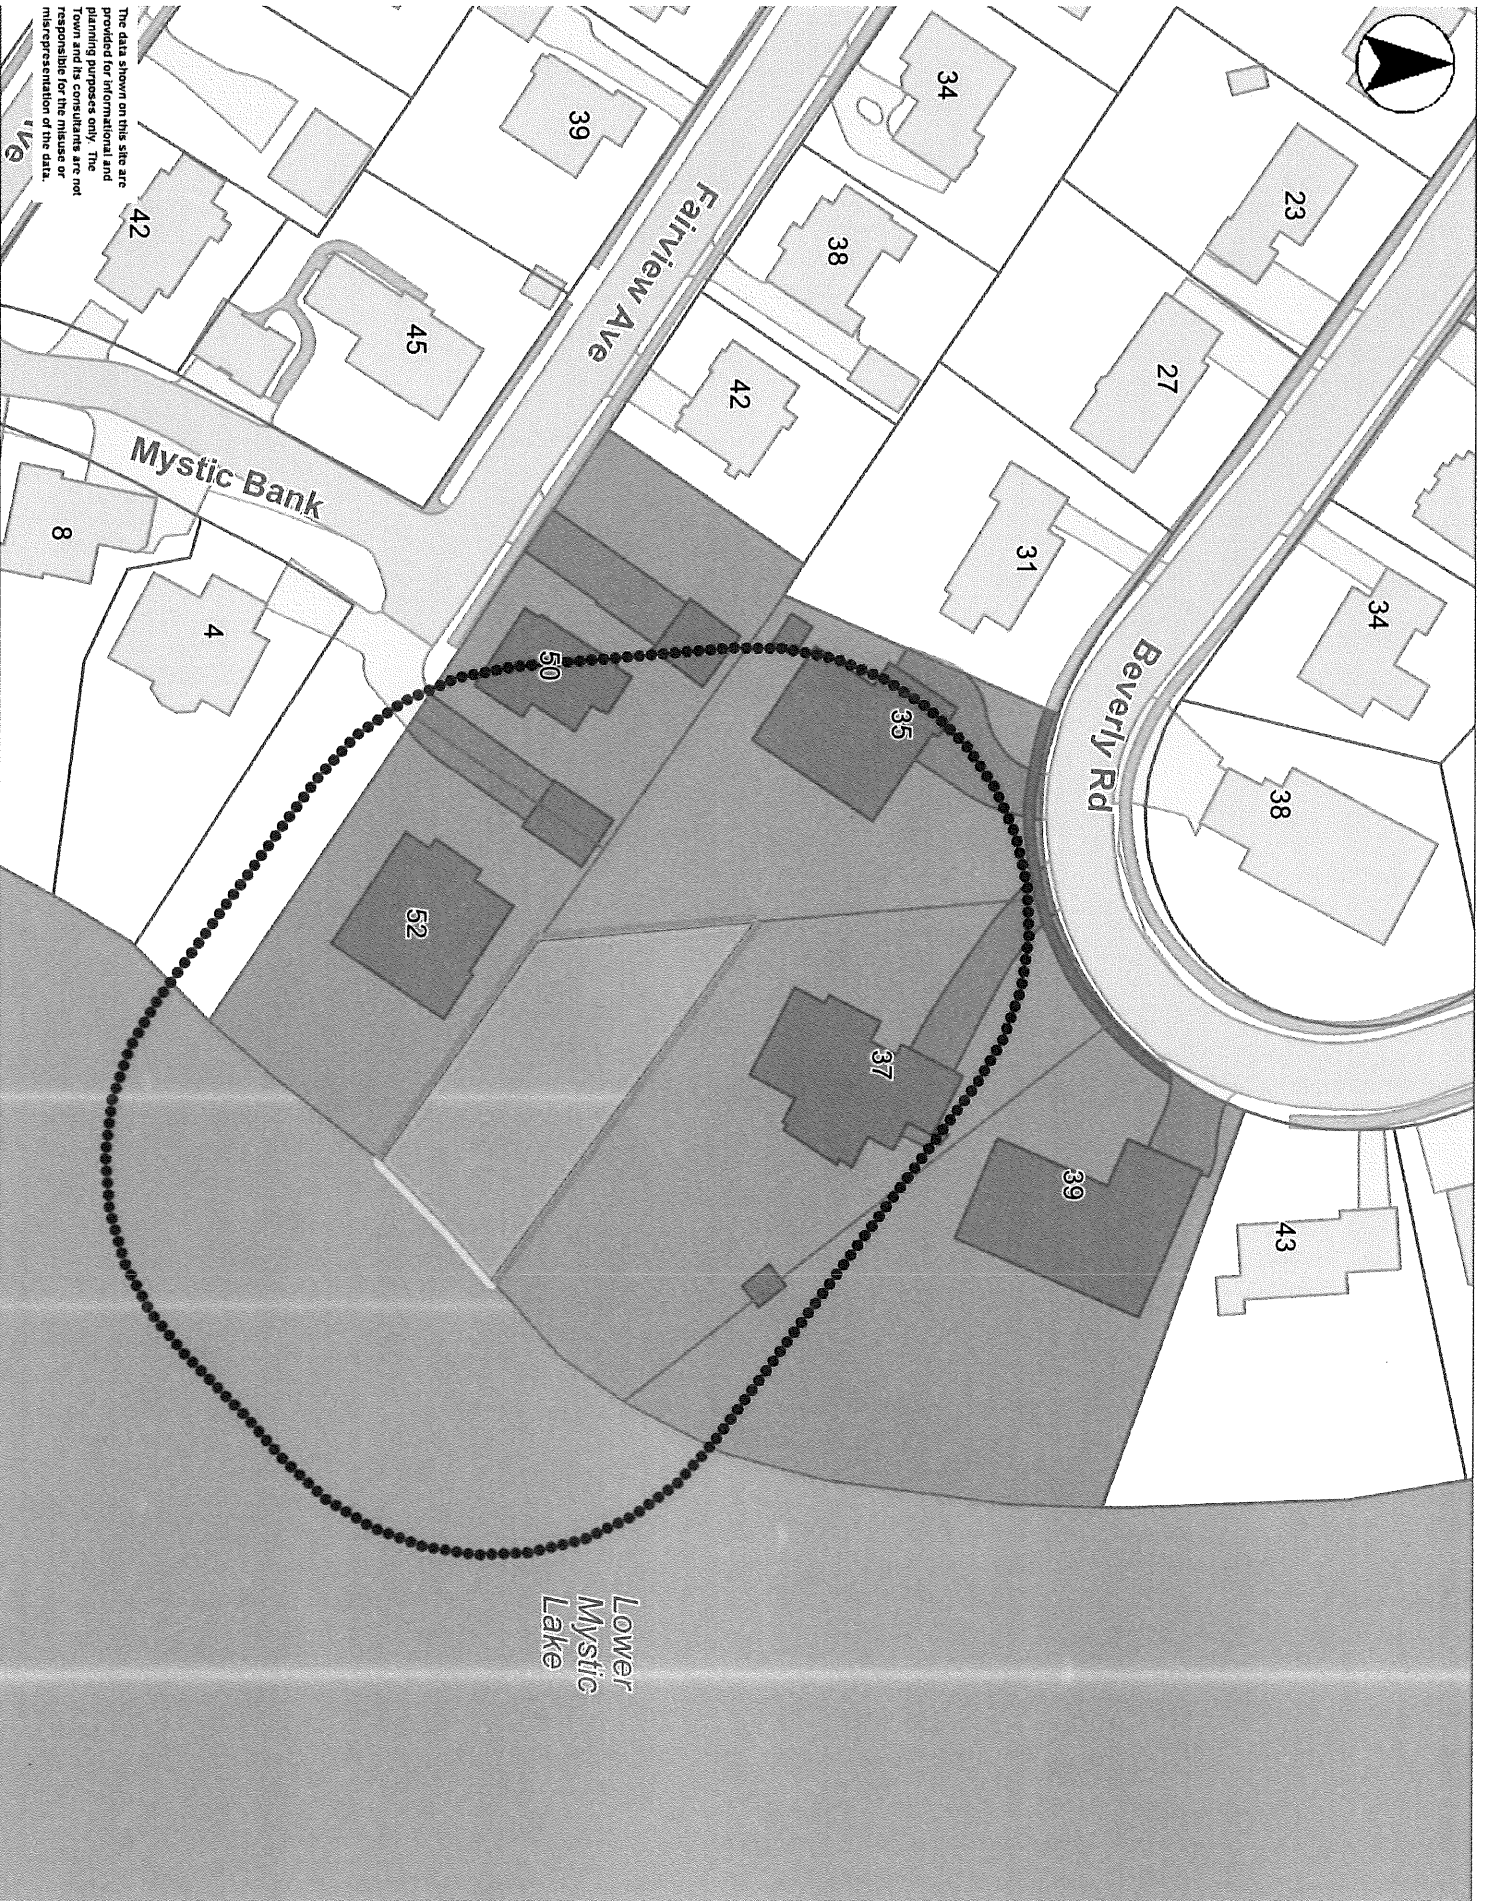 The data shown on this site are
provided for informational and
planning purposes only. The
Town and its consultants are not
responsible for the misuse or
misrepresentation of the data.
ve
42
39
45
Mystic Bank
8
4
Fairview Ave
34
38
42
50
52
23
27
31
35
37
39
Beverly Rd
34
38
43
Lower
Mystic
Lake